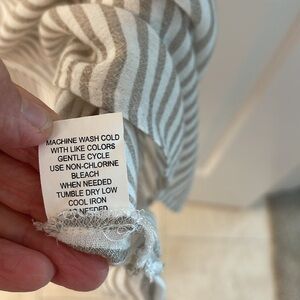 MACHINE WASH COLD
WITH LIKE COLORS
GENTLE CYCLE
USE NON-CHLORINE
BLEACH
WHEN NEEDED
TUMBLE DRY LOW
COOL IRON
NEEDED